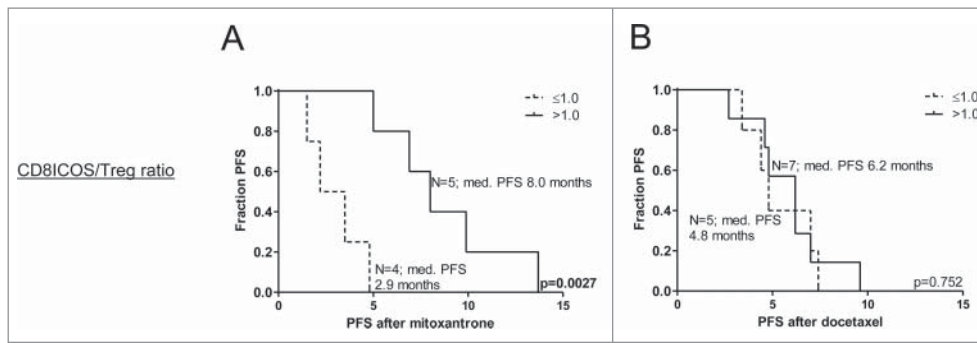 A
B
CD8ICOS/Treg ratio
Fraction PFS
1.0
0.8
0.6
0.4
0.2
0.0
≤1.0
>1.0
N=5; med. PFS 8.0 months
N=4; med. PFS
2.9 months
p=0.0027
0 5 10 15
PFS after mitoxantrone
Fraction PFS
1.0
0.8
0.6
0.4
0.2
0.0
≤1.0
>1.0
N=7; med. PFS 6.2 months
N=5; med. PFS
4.8 months
p=0.752
0 5 10 15
PFS after docetaxel